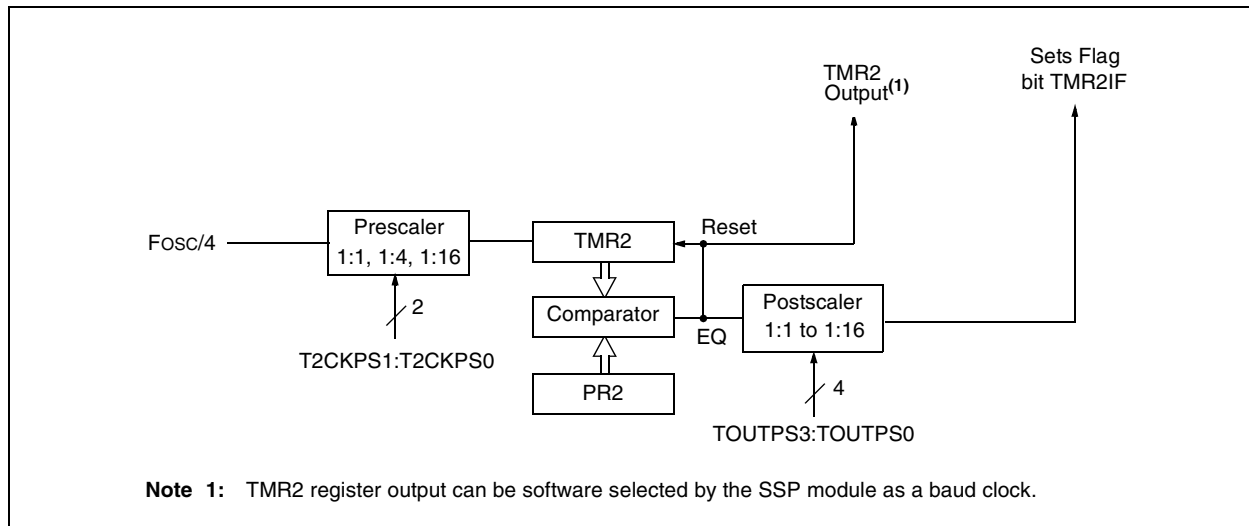 Sets Flag
bit TMR2IF
TMR2
Output(1)
Reset
Prescaler
1:1, 1:4, 1:16
FOSC/4
TMR2
2
Comparator
EQ
Postscaler
1:1 to 1:16
T2CKPS1:T2CKPS0
PR2
4
TOUTPS3:TOUTPS0
Note 1: TMR2 register output can be software selected by the SSP module as a baud clock.